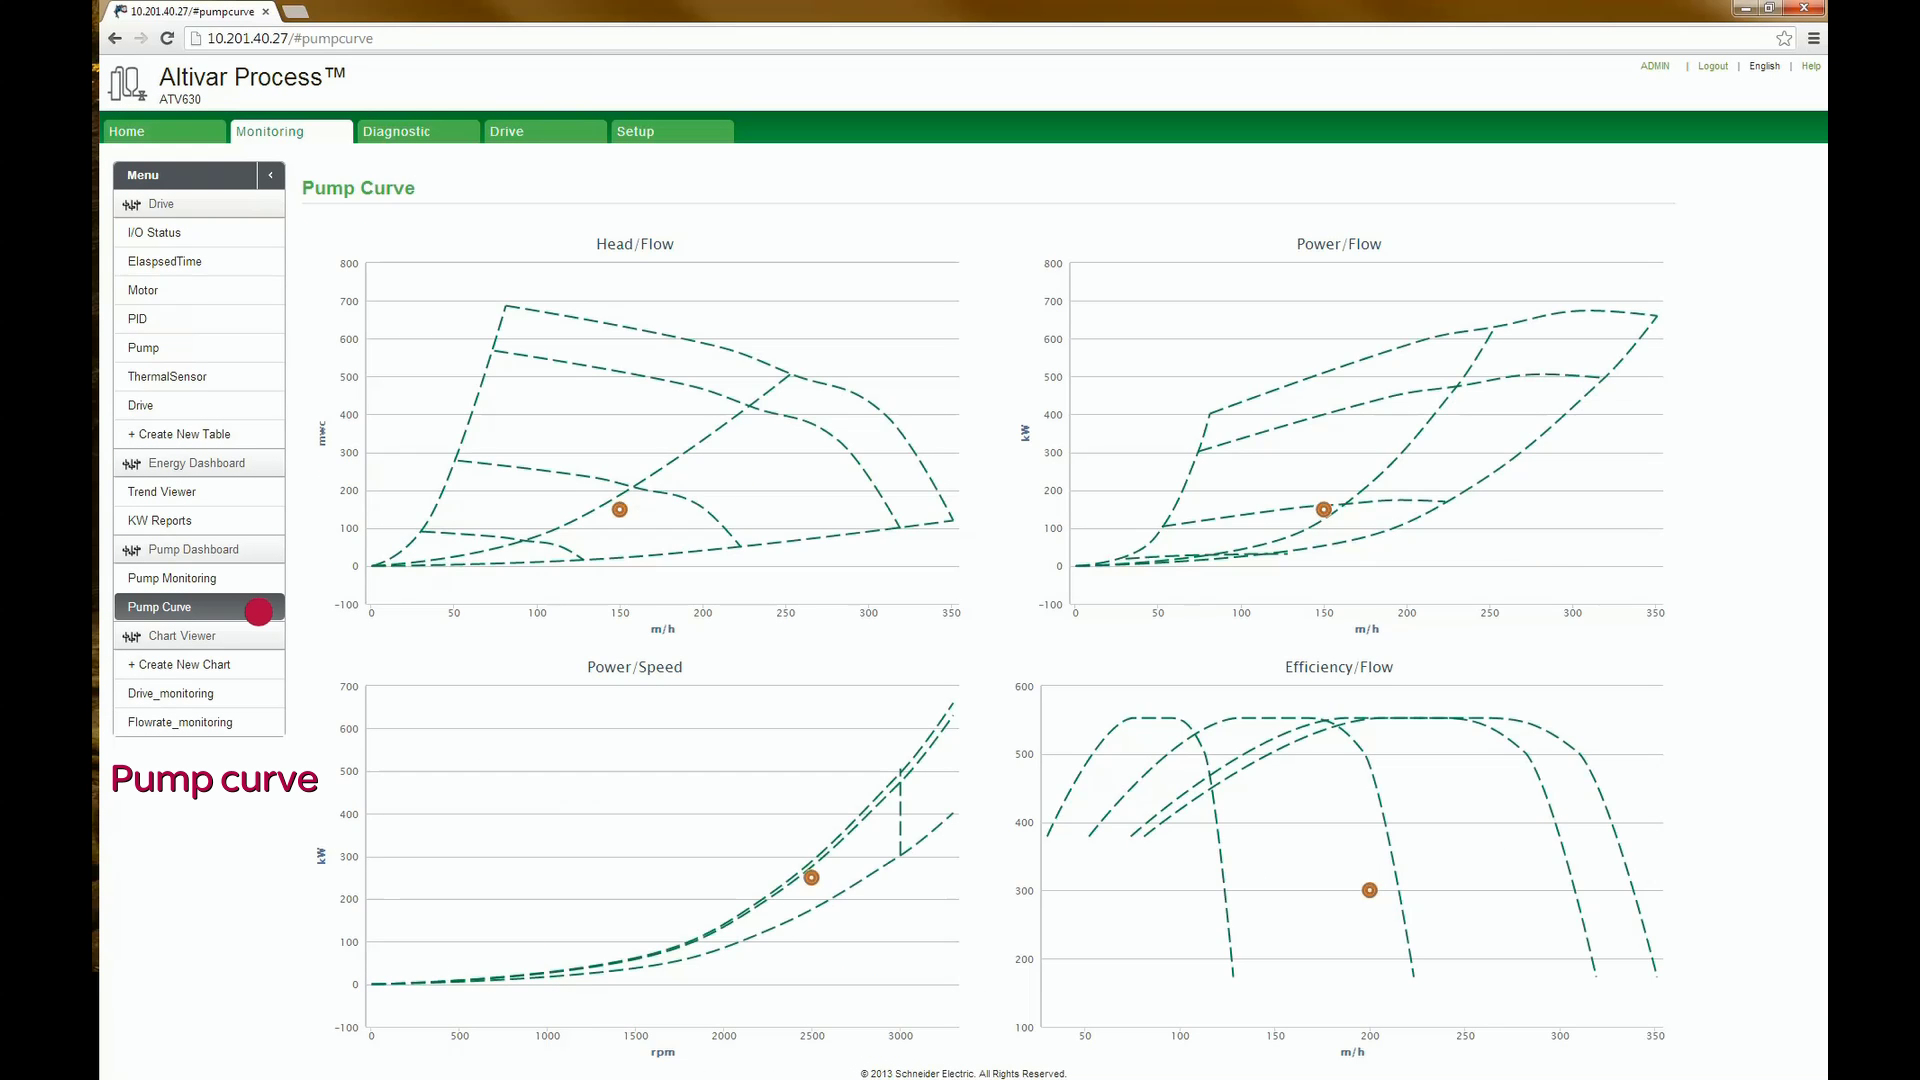 10.201.40.27/#pumpcurve
10.201.40.27/#pumpcurve
Altivar Process™
ATV630
ADMIN | Logout | English | Help
Home
Monitoring
Diagnostic
Drive
Setup
Menu
Drive
I/O Status
ElaspsedTime
Motor
PID
Pump
ThermalSensor
Drive
+ Create New Table
Energy Dashboard
Trend Viewer
KW Reports
Pump Dashboard
Pump Monitoring
Pump Curve
Chart Viewer
+ Create New Chart
Drive_monitoring
Flowrate_monitoring
Pump curve
Pump Curve
Head/Flow
800
700
600
500
400
300
200
100
0
-100
mwc
0 50 100 150 200 250 300 350
m/h
Power/Flow
800
700
600
500
400
300
200
100
0
-100
kW
0 50 100 150 200 250 300 350
m/h
Power/Speed
700
600
500
400
300
200
100
0
-100
kW
0 500 1000 1500 2000 2500 3000
rpm
Efficiency/Flow
600
500
400
300
200
100
50 100 150 200 250 300 350
m/h
© 2013 Schneider Electric. All Rights Reserved.